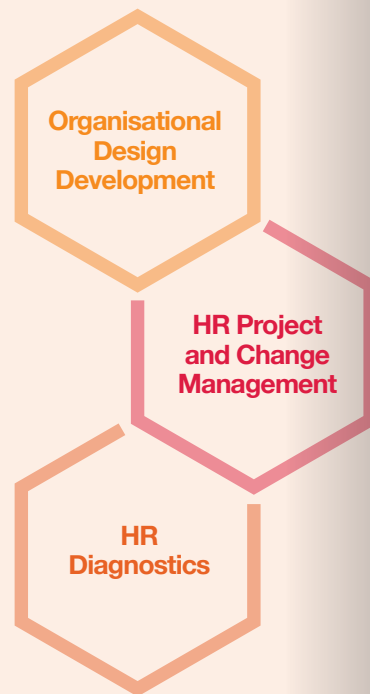 Organisational
Design
Development
HR Project
and Change
Management
HR
Diagnostics